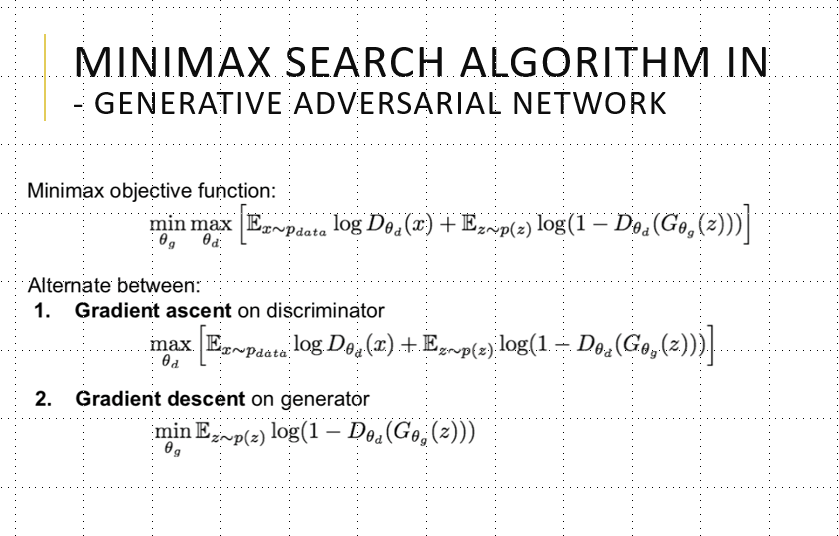 MINIMAX SEARCH ALGORITHM IN
- GENERATIVE ADVERSARIAL NETWORK
Minimax objective function:
$\min_{\theta_g} \max_{\theta_d} \left[ \mathbb{E}_{x \sim p_{data}} \log D_{\theta_d}(x) + \mathbb{E}_{z \sim p(z)} \log(1 - D_{\theta_d}(G_{\theta_g}(z))) \right]$
Alternate between:
1. Gradient ascent on discriminator
$\max_{\theta_d} \left[ \mathbb{E}_{x \sim p_{data}} \log D_{\theta_d}(x) + \mathbb{E}_{z \sim p(z)} \log(1 - D_{\theta_d}(G_{\theta_g}(z))) \right]$
2. Gradient descent on generator
$\min_{\theta_g} \mathbb{E}_{z \sim p(z)} \log(1 - D_{\theta_d}(G_{\theta_g}(z)))$